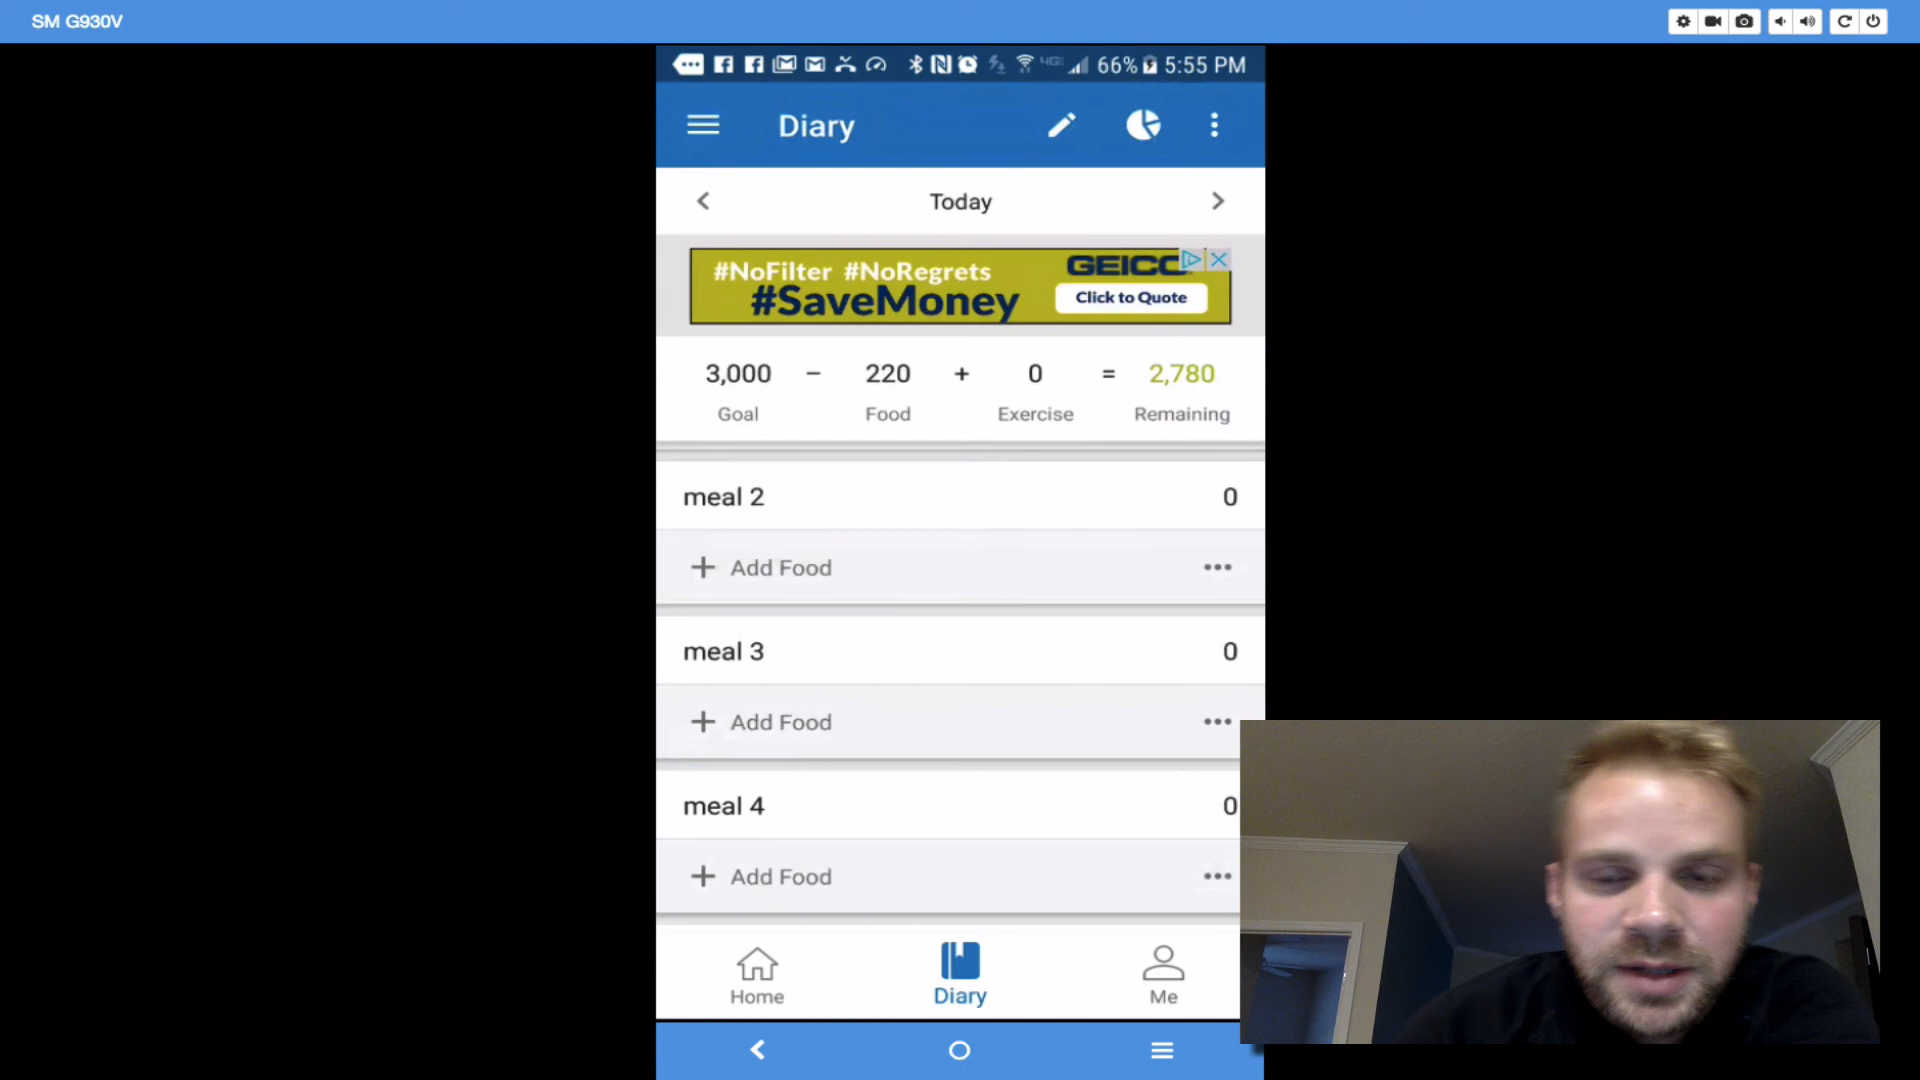 SM G930V
66% 5:55 PM
Diary
Today
#NoFilter #NoRegrets
#SaveMoney
GEICO
Click to Quote
3,000 − 220 + 0 = 2,780
Goal Food Exercise Remaining
meal 2 0
+ Add Food
meal 3 0
+ Add Food
meal 4 0
+ Add Food
Home Diary Me